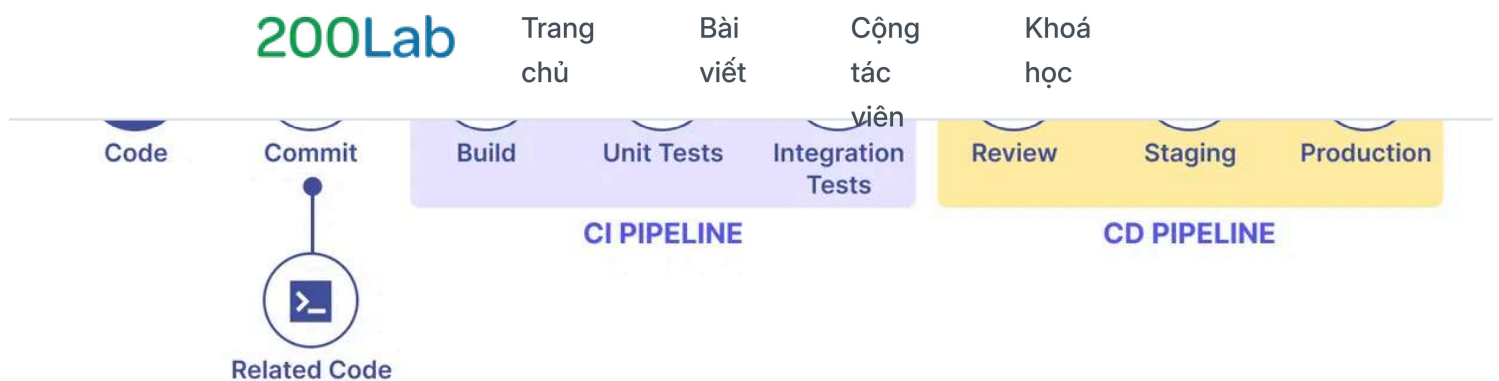 200Lab
Trang chủ
Bài viết
Cộng tác viên
Khoá học
Code
Commit
Build
Unit Tests
Integration
Tests
Review
Staging
Production
CI PIPELINE
CD PIPELINE
>_
Related Code